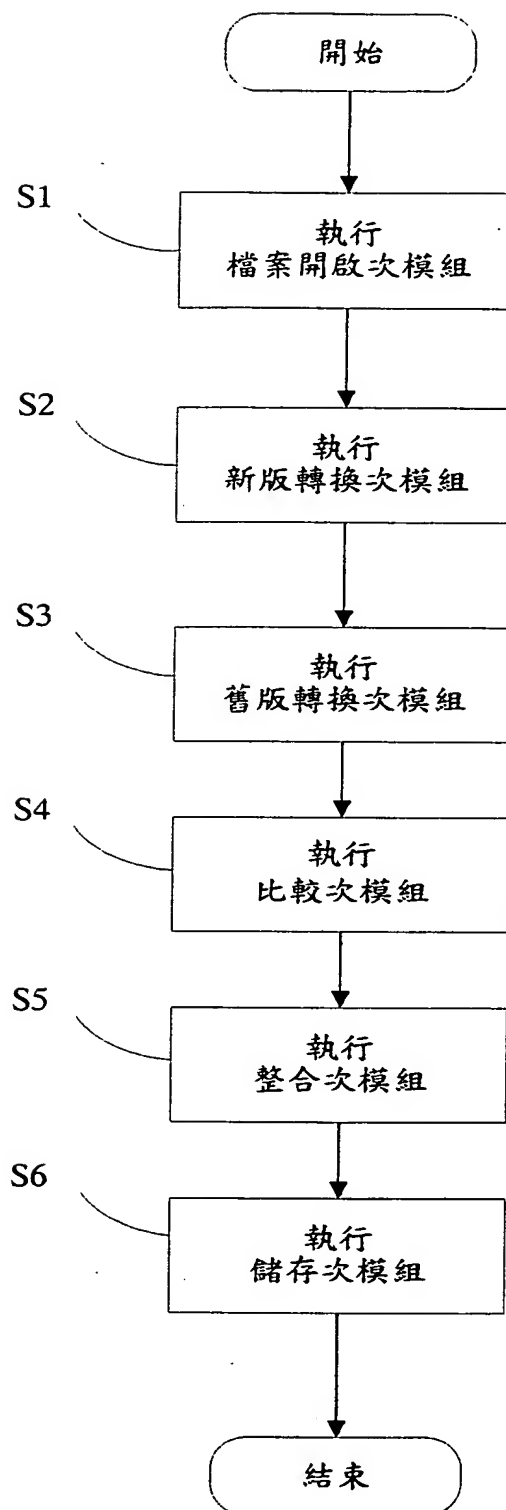 開始
S1
執行
檔案開啟次模組
S2
執行
新版轉換次模組
S3
執行
舊版轉換次模組
S4
執行
比較次模組
S5
執行
整合次模組
S6
執行
儲存次模組
結束